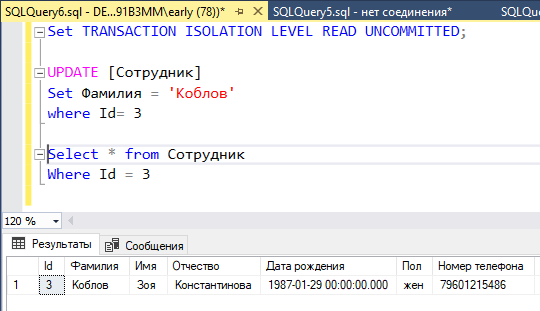 SQLQuery6.sql - DE...91B3MM\early (78))* SQLQuery5.sql - нет соединения* SQLQu
Set TRANSACTION ISOLATION LEVEL READ UNCOMMITTED;
UPDATE [Сотрудник]
Set Фамилия = 'Коблов'
where Id= 3
Select * from Сотрудник
Where Id = 3
120 %
Результаты Сообщения
Id Фамилия Имя Отчество Дата рождения Пол Номер телефона
1 3 Коблов Зоя Константинова 1987-01-29 00:00:00.000 жен 79601215486